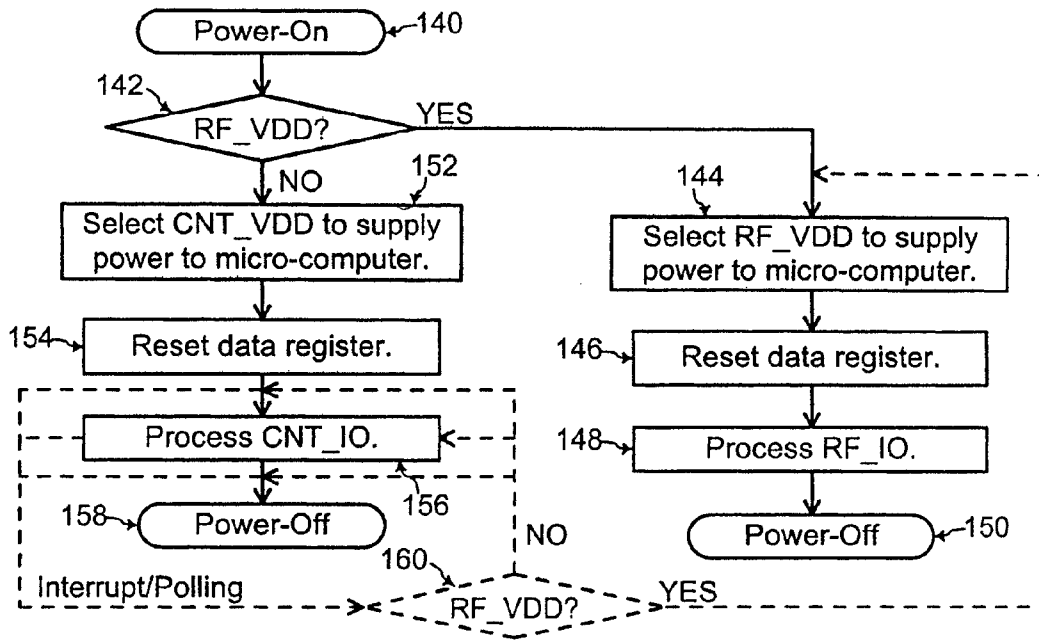 Power-On
140
142
RF_VDD?
YES
NO
152
Select CNT_VDD to supply
power to micro-computer.
144
Select RF_VDD to supply
power to micro-computer.
154
Reset data register.
146
Reset data register.
Process CNT_IO.
148
Process RF_IO.
156
158
Power-Off
NO
Power-Off
150
160
Interrupt/Polling
RF_VDD?
YES